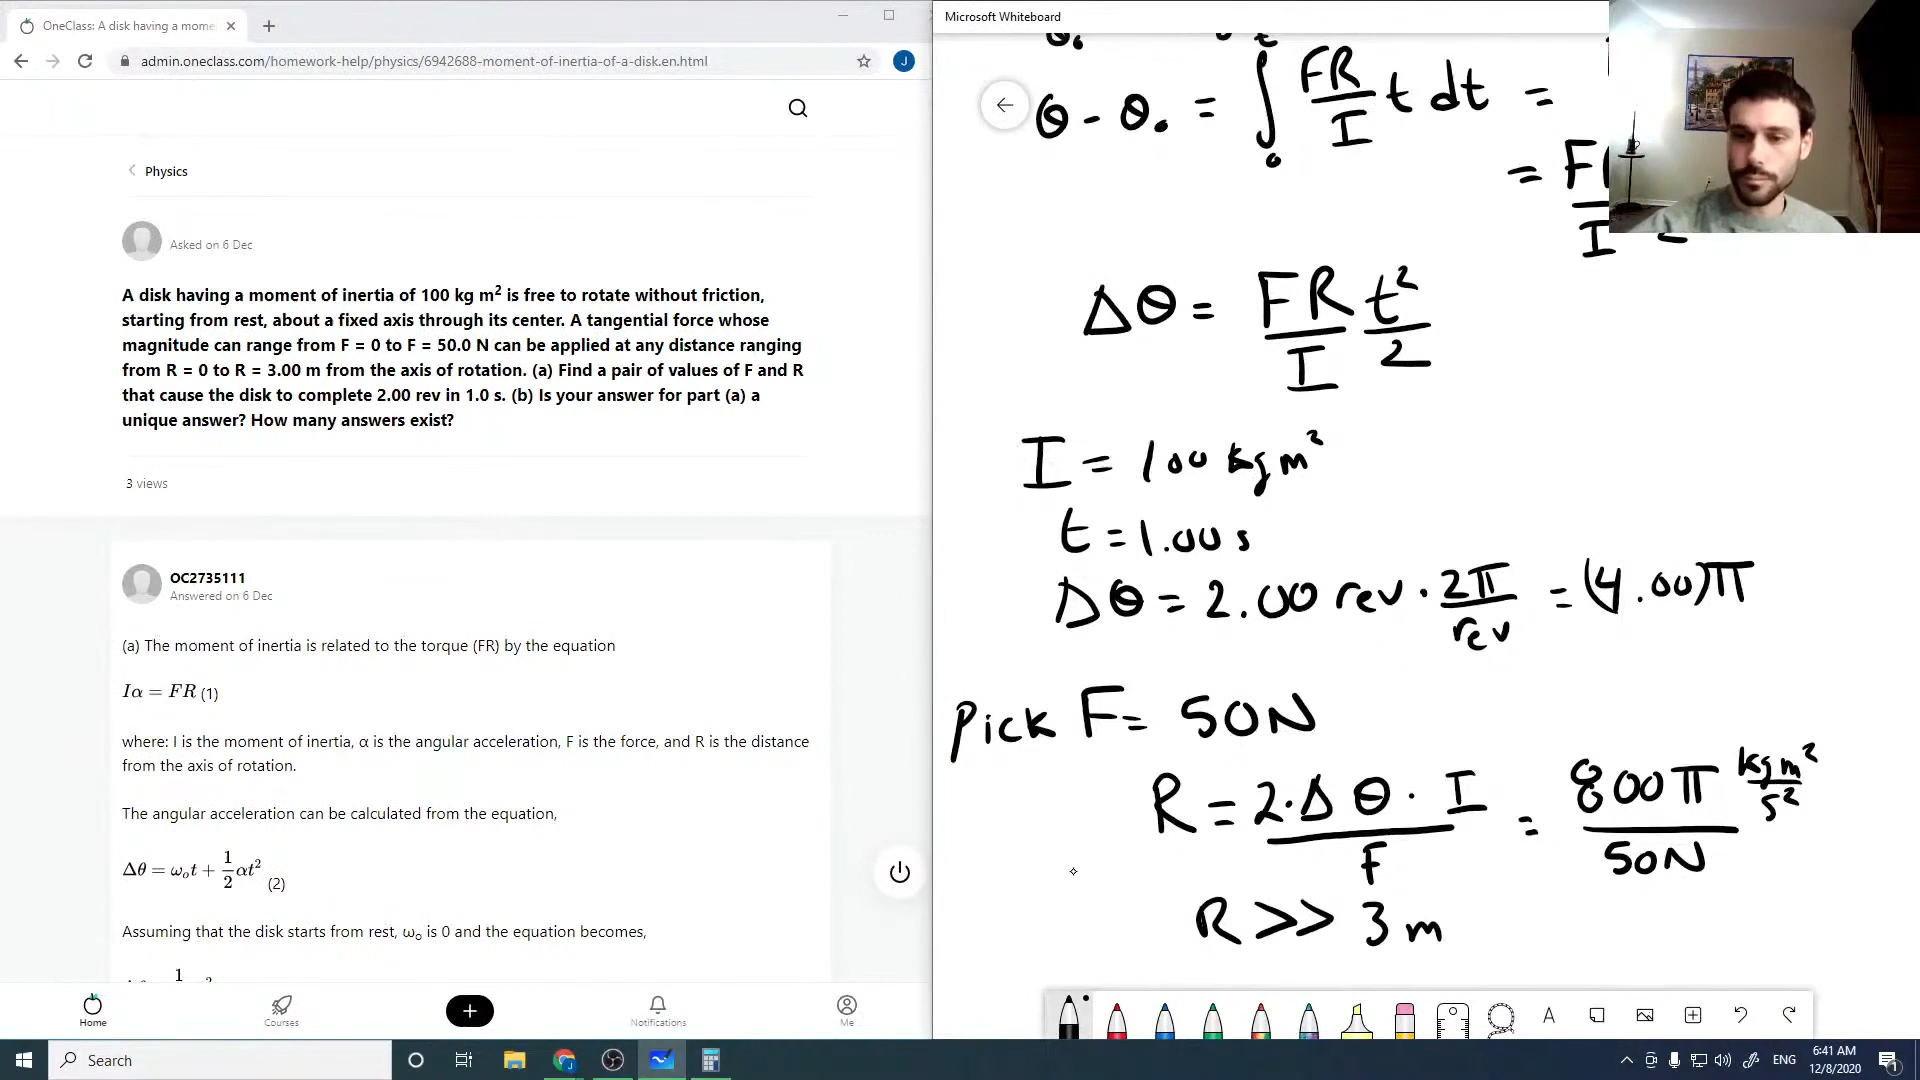 OneClass: A disk having a mome
admin.oneclass.com/homework-help/physics/6942688-moment-of-inertia-of-a-disk.en.html
J
Physics
Asked on 6 Dec
A disk having a moment of inertia of 100 kg m² is free to rotate without friction,
starting from rest, about a fixed axis through its center. A tangential force whose
magnitude can range from F = 0 to F = 50.0 N can be applied at any distance ranging
from R = 0 to R = 3.00 m from the axis of rotation. (a) Find a pair of values of F and R
that cause the disk to complete 2.00 rev in 1.0 s. (b) Is your answer for part (a) a
unique answer? How many answers exist?
3 views
OC2735111
Answered on 6 Dec
(a) The moment of inertia is related to the torque (FR) by the equation
Iα = FR (1)
where: I is the moment of inertia, α is the angular acceleration, F is the force, and R is the distance
from the axis of rotation.
The angular acceleration can be calculated from the equation,
Δθ = ω₀t + 1/2 αt² (2)
Assuming that the disk starts from rest, ω₀ is 0 and the equation becomes,
Home
Courses
Notifications
Me
Microsoft Whiteboard
θ - θ₀ = ∫₀ᵗ FR/I t dt =
Δθ = FR/I t²/2
I = 100 kg m²
t = 1.00 s
Δθ = 2.00 rev · 2π/rev = (4.00)π
pick F = 50N
R = 2·Δθ·I/F = 800π kg m²/s² / 50N
R >> 3 m
Search
ENG
6:41 AM
12/8/2020
1